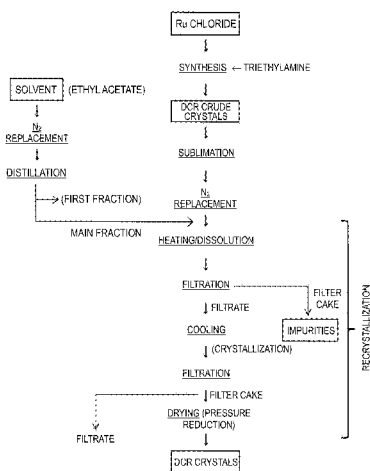 Ru CHLORIDE
SYNTHESIS ← TRIETHYLAMINE
SOLVENT (ETHYL ACETATE)
DCR CRUDE
CRYSTALS
N2
REPLACEMENT
SUBLIMATION
DISTILLATION
N2
REPLACEMENT
(FIRST FRACTION)
MAIN FRACTION
HEATING/DISSOLUTION
FILTRATION
FILTER
CAKE
FILTRATE
COOLING
IMPURITIES
(CRYSTALLIZATION)
FILTRATION
RECRYSTALLIZATION
FILTER CAKE
DRYING (PRESSURE
REDUCTION)
FILTRATE
DCR CRYSTALS